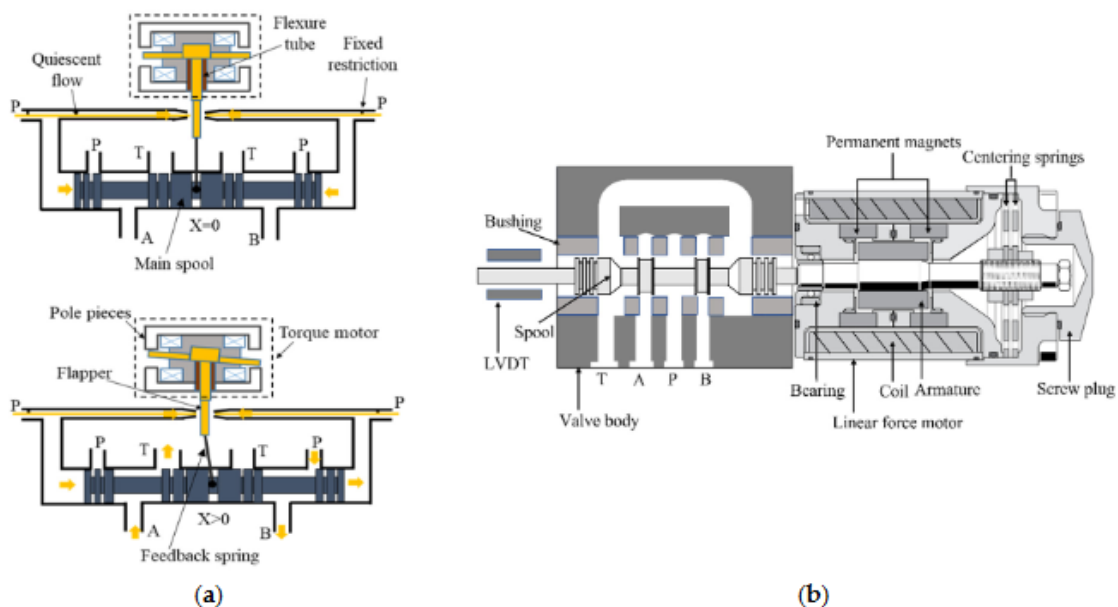 Flexure
tube
Fixed
restriction
Quiescent
flow
P
P
P
T
T
P
A
X=0
B
Main spool
Pole pieces
Torque motor
Flapper
P
P
P
T
T
P
A
X>0
B
Feedback spring
(a)
Permanent magnets
Centering springs
Bushing
Spool
LVDT
T
A
P
B
Valve body
Bearing
Coil
Armature
Screw plug
Linear force motor
(b)